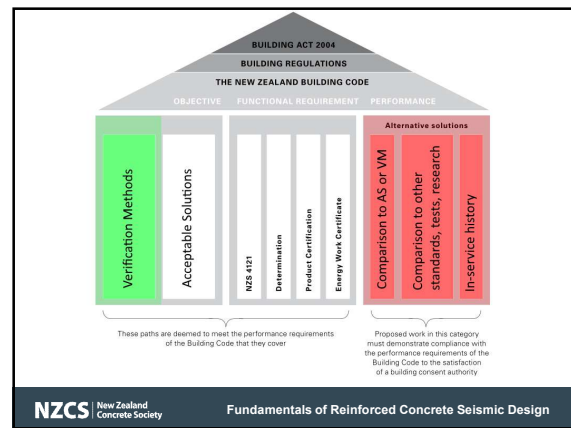 BUILDING ACT 2004
BUILDING REGULATIONS
THE NEW ZEALAND BUILDING CODE
OBJECTIVE FUNCTIONAL REQUIREMENT PERFORMANCE
Verification Methods
Acceptable Solutions
NZS 4121
Determination
Product Certification
Energy Work Certificate
Alternative solutions
Comparison to AS or VM
Comparison to other
standards, tests, research
In-service history
These paths are deemed to meet the performance requirements
of the Building Code that they cover
Proposed work in this category
must demonstrate compliance with
the performance requirements of the
Building Code to the satisfaction
of a building consent authority
NZCS New Zealand
Concrete Society
Fundamentals of Reinforced Concrete Seismic Design